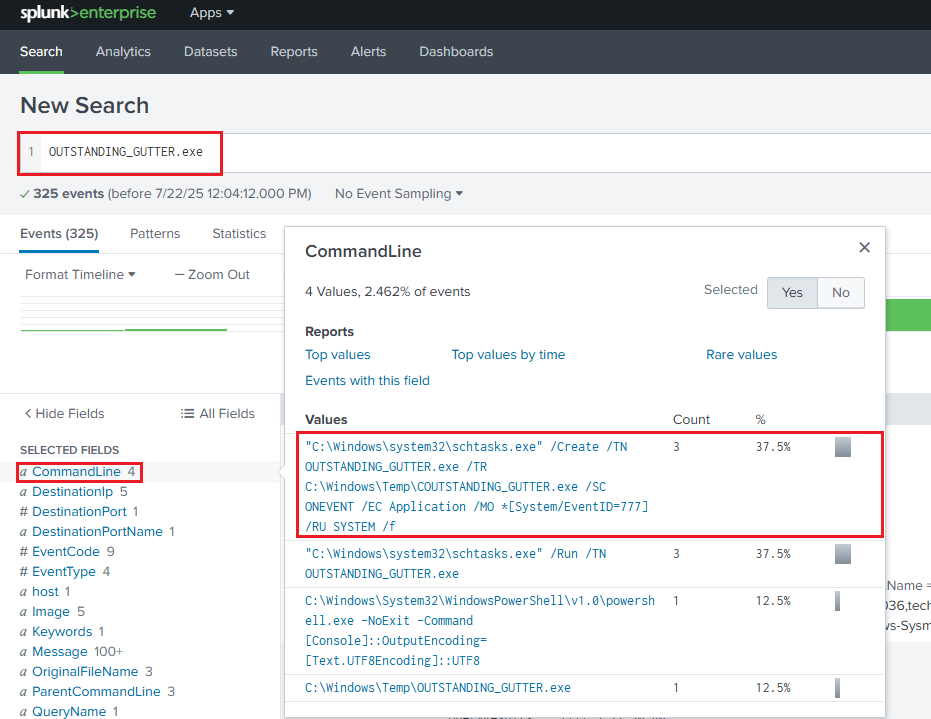 splunk>enterprise Apps
Search Analytics Datasets Reports Alerts Dashboards
New Search
1 OUTSTANDING_GUTTER.exe
325 events (before 7/22/25 12:04:12.000 PM) No Event Sampling
Events (325) Patterns Statistics
Format Timeline — Zoom Out
CommandLine
4 Values, 2.462% of events
Selected Yes No
Reports
Top values Top values by time Rare values
Events with this field
Values Count %
"C:\Windows\system32\schtasks.exe" /Create /TN 3 37.5%
OUTSTANDING_GUTTER.exe /TR
C:\Windows\Temp\COUTSTANDING_GUTTER.exe /SC
ONEVENT /EC Application /MO *[System/EventID=777]
/RU SYSTEM /f
"C:\Windows\system32\schtasks.exe" /Run /TN 3 37.5%
OUTSTANDING_GUTTER.exe
C:\Windows\System32\WindowsPowerShell\v1.0\powersh 1 12.5%
ell.exe -NoExit -Command
[Console]::OutputEncoding=
[Text.UTF8Encoding]::UTF8
C:\Windows\Temp\OUTSTANDING_GUTTER.exe 1 12.5%
< Hide Fields All Fields
SELECTED FIELDS
a CommandLine 4
a DestinationIp 5
# DestinationPort 1
a DestinationPortName 1
# EventCode 9
# EventType 4
a host 1
a Image 5
a Keywords 1
a Message 100+
a OriginalFileName 3
a ParentCommandLine 3
a QueryName 1
Name =
036,tech
vs-Sysm